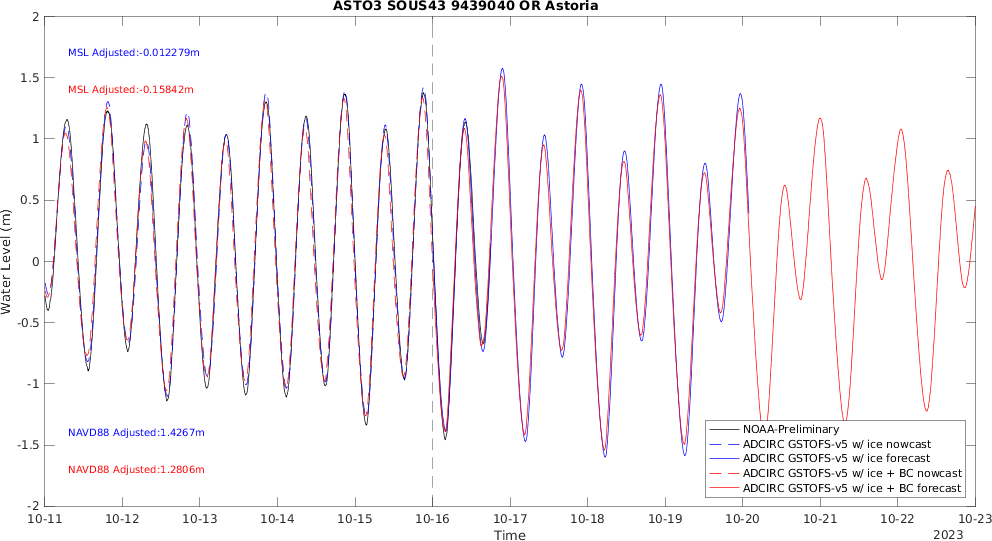 ASTO3 SOUS43 9439040 OR Astoria
MSL Adjusted:-0.012279m
MSL Adjusted:-0.15842m
NAVD88 Adjusted:1.4267m
NAVD88 Adjusted:1.2806m
Water Level (m)
2
1.5
1
0.5
0
-0.5
-1
-1.5
-2
NOAA-Preliminary
ADCIRC GSTOFS-v5 w/ ice nowcast
ADCIRC GSTOFS-v5 w/ ice forecast
ADCIRC GSTOFS-v5 w/ ice + BC nowcast
ADCIRC GSTOFS-v5 w/ ice + BC forecast
10-11 10-12 10-13 10-14 10-15 10-16 10-17 10-18 10-19 10-20 10-21 10-22 10-23
Time
2023